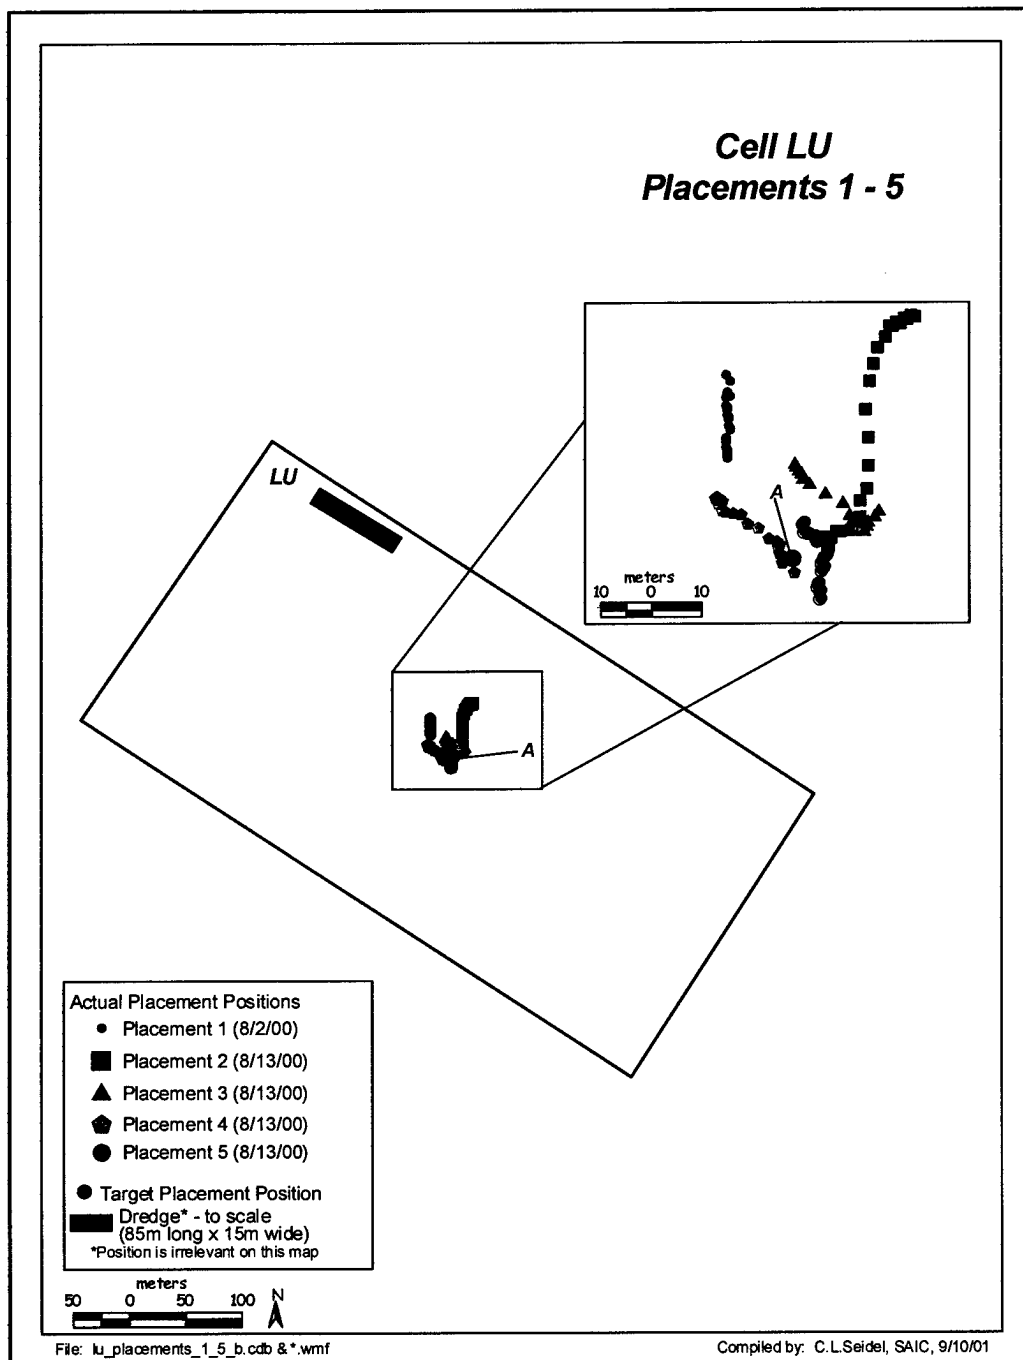 Cell LU
Placements 1 - 5
LU
A
meters
10 0 10
A
Actual Placement Positions
Placement 1 (8/2/00)
Placement 2 (8/13/00)
Placement 3 (8/13/00)
Placement 4 (8/13/00)
Placement 5 (8/13/00)
Target Placement Position
Dredge* - to scale
(85m long x 15m wide)
*Position is irrelevant on this map
meters
50 0 50 100
N
File: lu_placements_1_5_b.cdb & *.wmf
Compiled by: C.L.Seidel, SAIC, 9/10/01